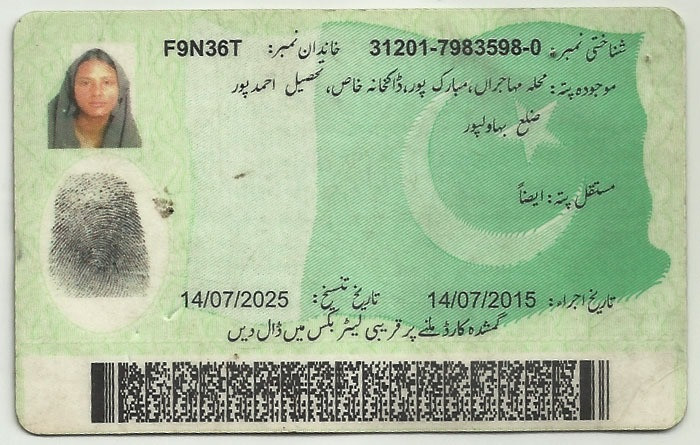 شناختی نمبر: 31201-7983598-0 خاندان نمبر: F9N36T
موجودہ پتہ: محلہ مہاجراں، مبارک پور، ڈاکخانہ خاص، تحصیل احمد پور
ضلع بہاولپور
مستقل پتہ: ایضاً
تاریخ اجراء: 14/07/2015 تاریخ تنسیخ: 14/07/2025
گمشدہ کارڈ ملنے پر قریبی لیٹر بکس میں ڈال دیں